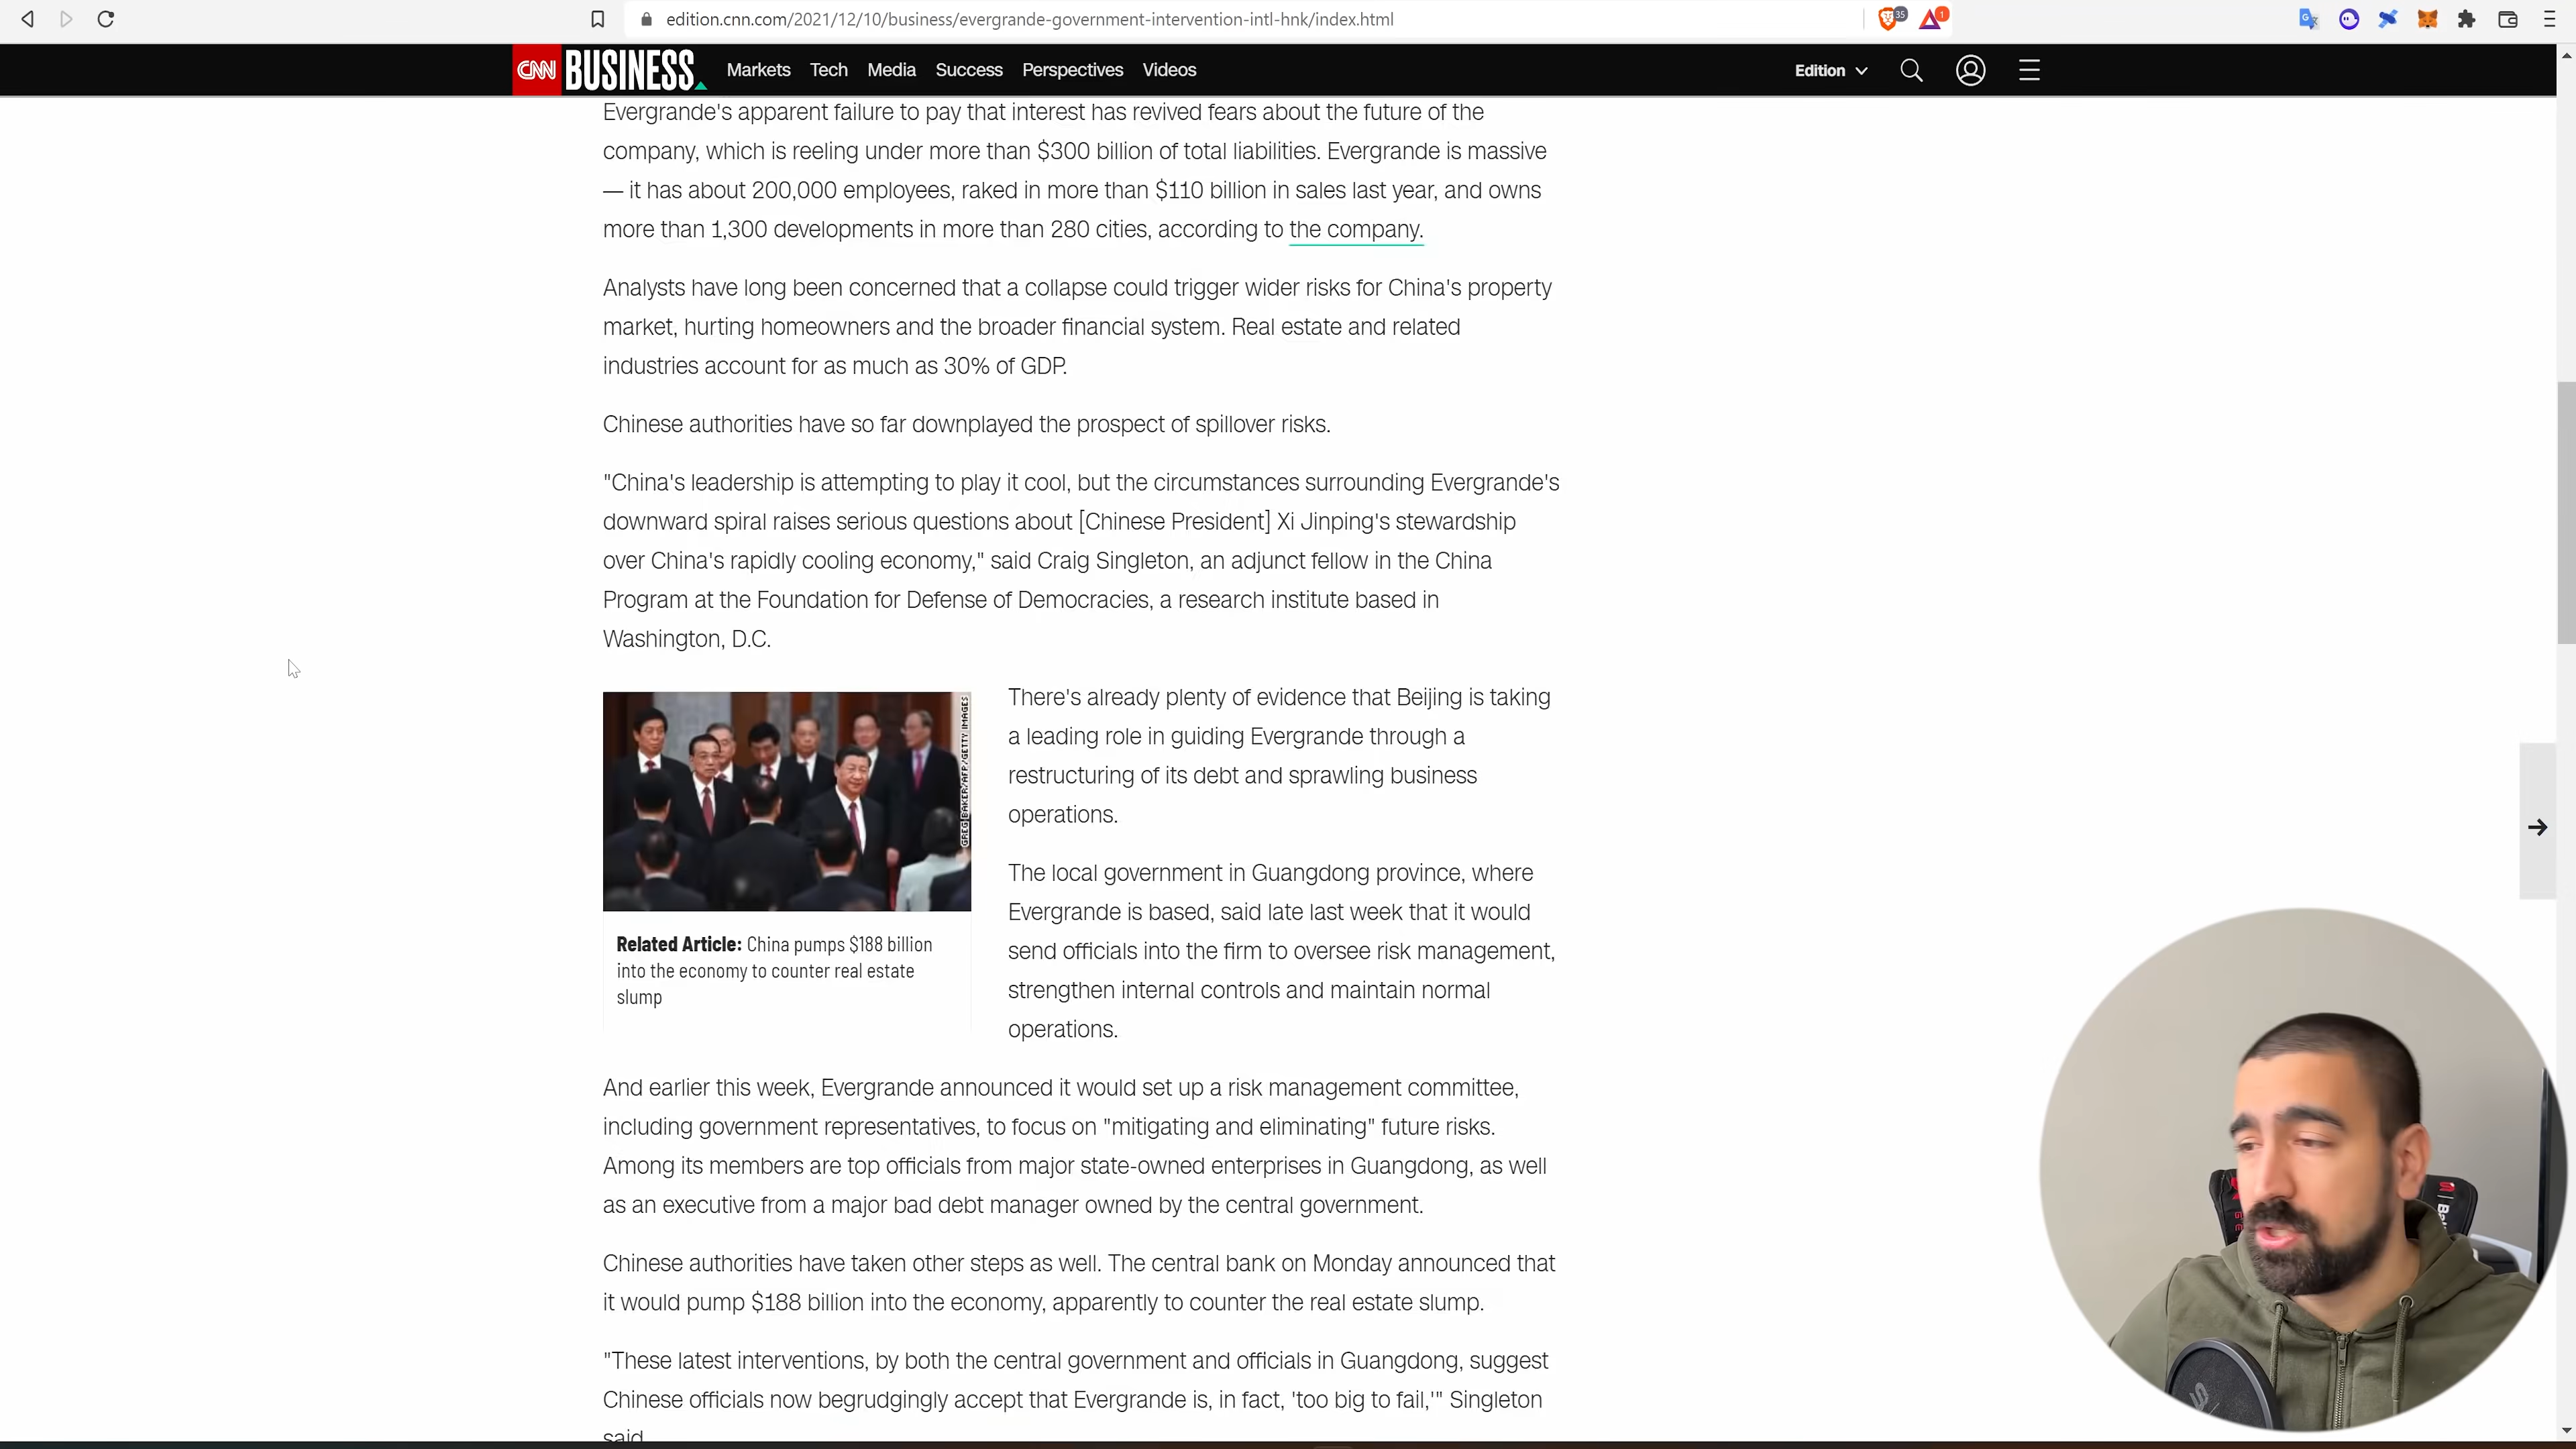 edition.cnn.com/2021/12/10/business/evergrande-government-intervention-intl-hnk/index.html
35
1
CNN BUSINESS
Markets Tech Media Success Perspectives Videos
Edition
Evergrande's apparent failure to pay that interest has revived fears about the future of the
company, which is reeling under more than $300 billion of total liabilities. Evergrande is massive
— it has about 200,000 employees, raked in more than $110 billion in sales last year, and owns
more than 1,300 developments in more than 280 cities, according to the company.
Analysts have long been concerned that a collapse could trigger wider risks for China's property
market, hurting homeowners and the broader financial system. Real estate and related
industries account for as much as 30% of GDP.
Chinese authorities have so far downplayed the prospect of spillover risks.
"China's leadership is attempting to play it cool, but the circumstances surrounding Evergrande's
downward spiral raises serious questions about [Chinese President] Xi Jinping's stewardship
over China's rapidly cooling economy," said Craig Singleton, an adjunct fellow in the China
Program at the Foundation for Defense of Democracies, a research institute based in
Washington, D.C.
GREG BAKER/AFP/GETTY IMAGES
Related Article: China pumps $188 billion
into the economy to counter real estate
slump
There's already plenty of evidence that Beijing is taking
a leading role in guiding Evergrande through a
restructuring of its debt and sprawling business
operations.
The local government in Guangdong province, where
Evergrande is based, said late last week that it would
send officials into the firm to oversee risk management,
strengthen internal controls and maintain normal
operations.
And earlier this week, Evergrande announced it would set up a risk management committee,
including government representatives, to focus on "mitigating and eliminating" future risks.
Among its members are top officials from major state-owned enterprises in Guangdong, as well
as an executive from a major bad debt manager owned by the central government.
Chinese authorities have taken other steps as well. The central bank on Monday announced that
it would pump $188 billion into the economy, apparently to counter the real estate slump.
"These latest interventions, by both the central government and officials in Guangdong, suggest
Chinese officials now begrudgingly accept that Evergrande is, in fact, 'too big to fail,'" Singleton
said